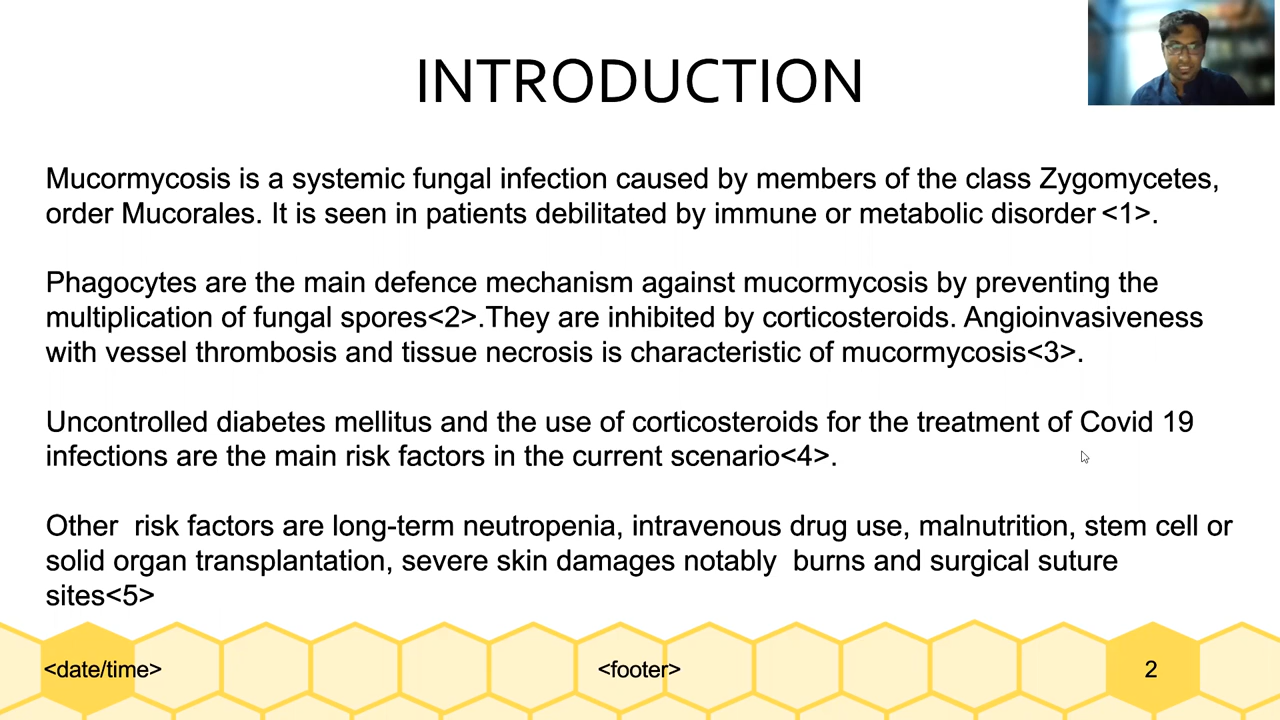 INTRODUCTION
Mucormycosis is a systemic fungal infection caused by members of the class Zygomycetes,
order Mucorales. It is seen in patients debilitated by immune or metabolic disorder <1>.
Phagocytes are the main defence mechanism against mucormycosis by preventing the
multiplication of fungal spores<2>.They are inhibited by corticosteroids. Angioinvasiveness
with vessel thrombosis and tissue necrosis is characteristic of mucormycosis<3>.
Uncontrolled diabetes mellitus and the use of corticosteroids for the treatment of Covid 19
infections are the main risk factors in the current scenario<4>.
Other  risk factors are long-term neutropenia, intravenous drug use, malnutrition, stem cell or
solid organ transplantation, severe skin damages notably  burns and surgical suture
sites<5>
<date/time> <footer> 2